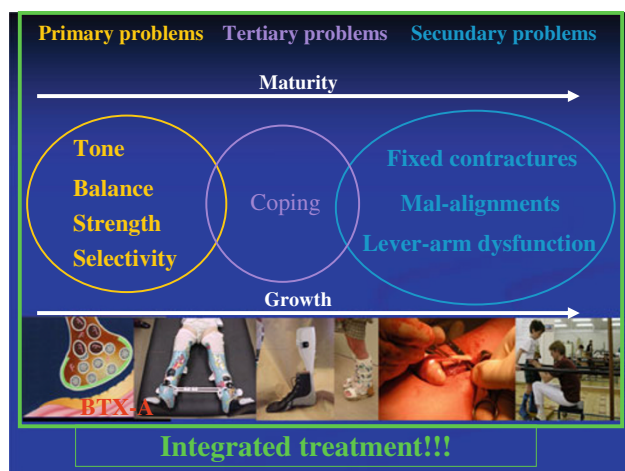 Primary problems Tertiary problems Secundary problems
Maturity
Tone
Balance
Strength
Selectivity
Coping
Fixed contractures
Mal-alignments
Lever-arm dysfunction
Growth
BTX-A
Integrated treatment!!!